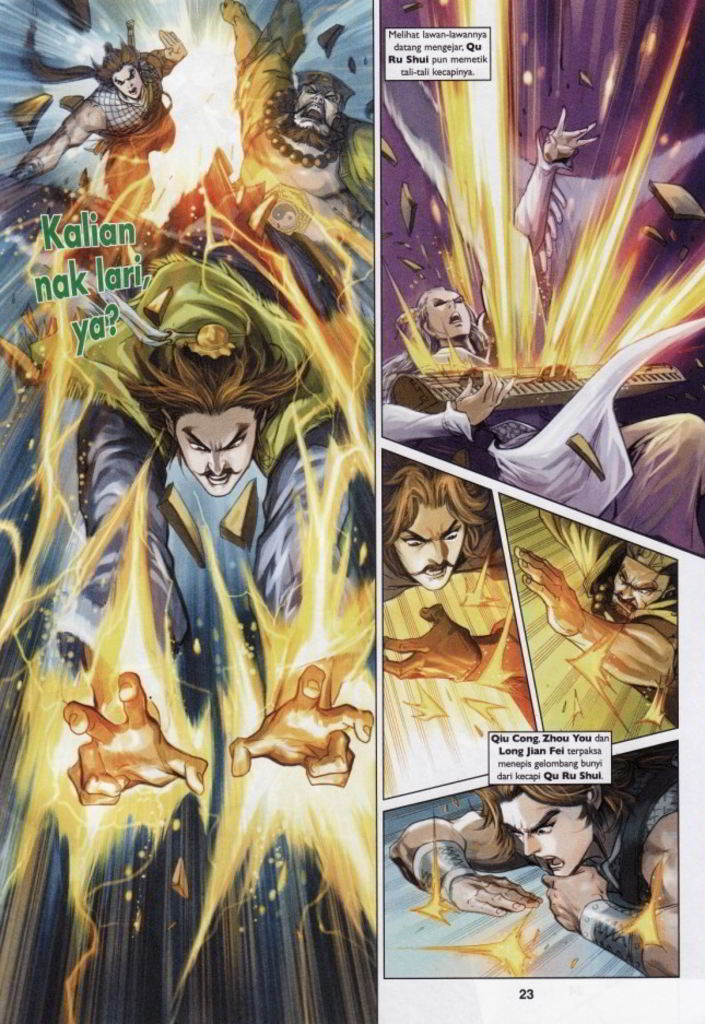 Kalian
nak lari,
ya?
Melihat lawan-lawannya
datang mengejar, Qu
Ru Shui pun memetik
tali-tali kecapinya.
Qiu Cong, Zhou You dan
Long Jian Fei terpaksa
menepis gelombang bunyi
dari kecapi Qu Ru Shui.
23